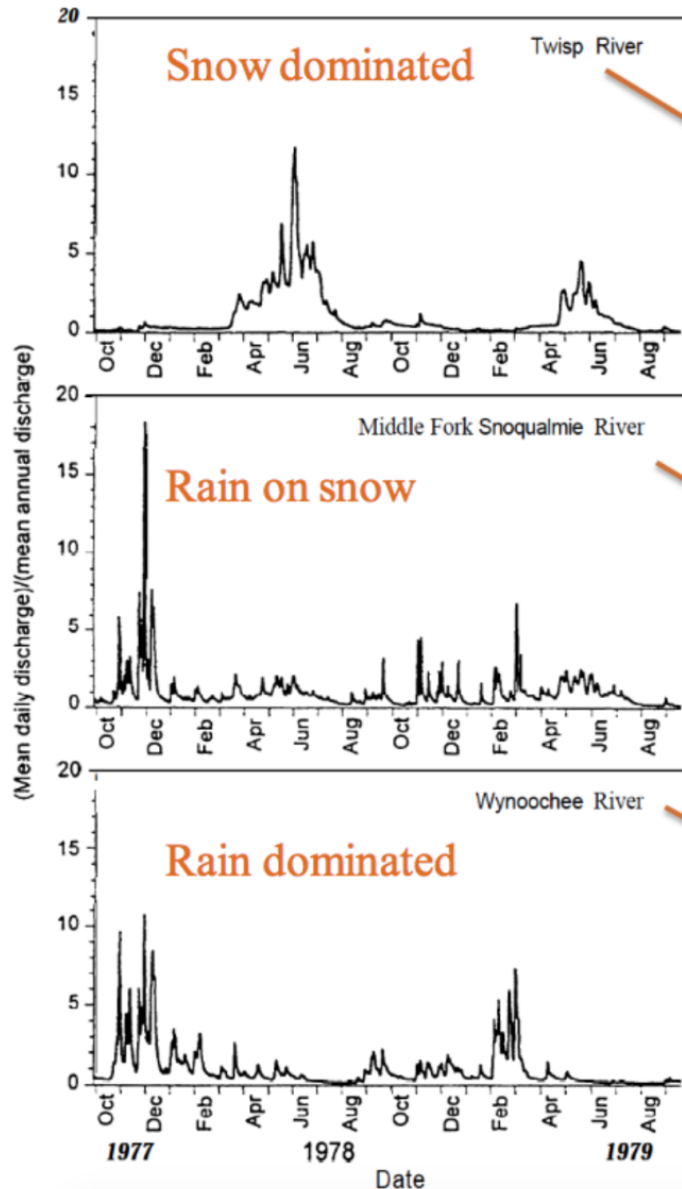 20
Twisp River
Snow dominated
15
10
5
0
Oct Dec Feb Apr Jun Aug Oct Dec Feb Apr Jun Aug
(Mean daily discharge)/(mean annual discharge)
20
Middle Fork Snoqualmie River
Rain on snow
15
10
5
0
Oct Dec Feb Apr Jun Aug Oct Dec Feb Apr Jun Aug
20
Wynoochee River
15
Rain dominated
10
5
0
Oct Dec Feb Apr Jun Aug Oct Dec Feb Apr Jun Aug
1977 1978 1979
Date